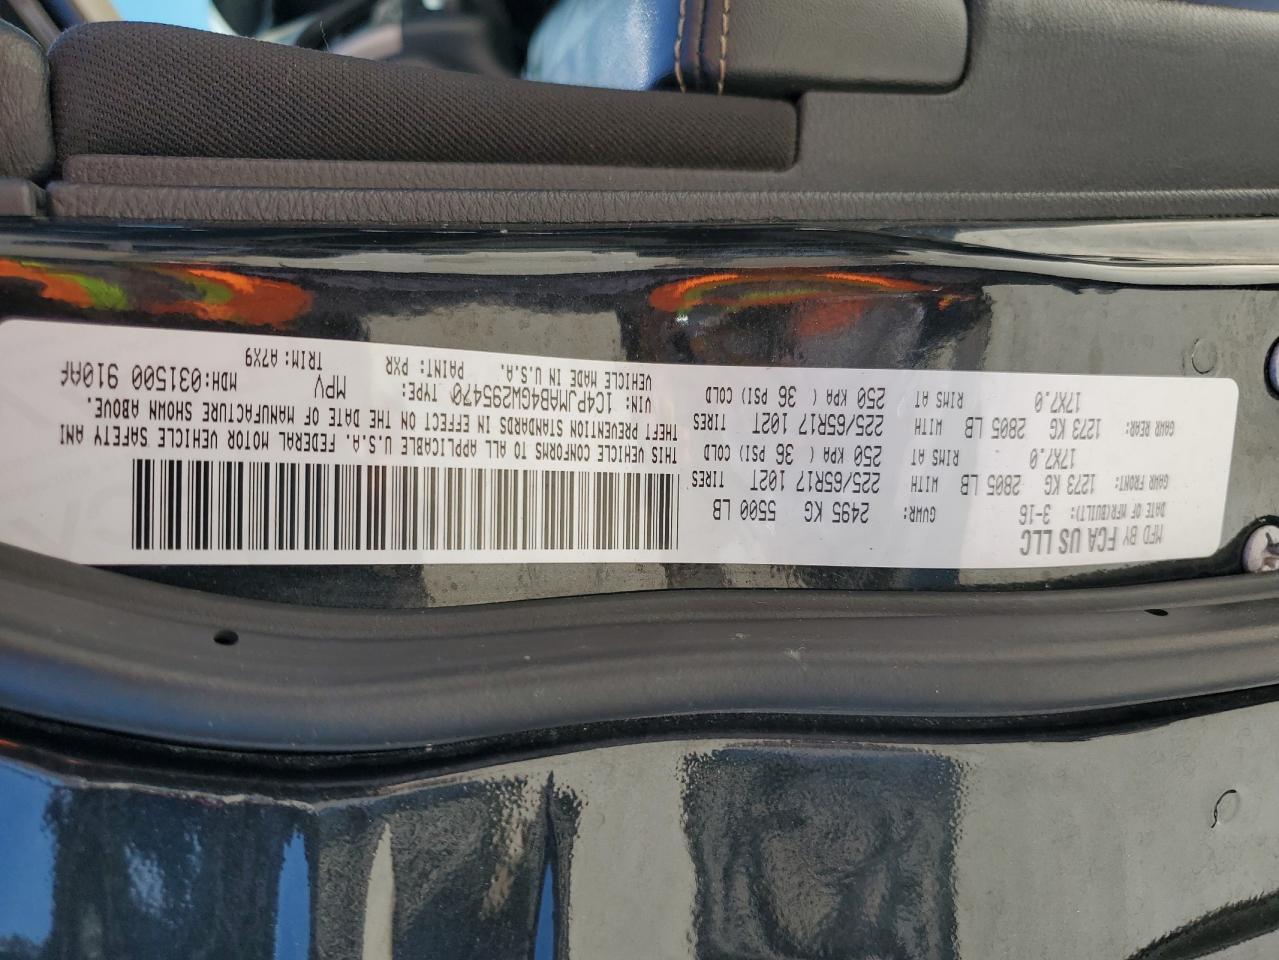 MFD BY FCA US LLC
DATE OF MFR(BUILT): 3-16 GVWR: 2495 KG 5500 LB
GAWR FRONT: 1273 KG 2805 LB WITH TIRES 225/65R17 102T
17X7.0 RIMS AT 250 KPA ( 36 PSI) COLD
GAWR REAR: 1273 KG 2805 LB WITH TIRES 225/65R17 102T
17X7.0 RIMS AT 250 KPA ( 36 PSI) COLD
THIS VEHICLE CONFORMS TO ALL APPLICABLE U.S.A. FEDERAL MOTOR VEHICLE SAFETY AND
THEFT PREVENTION STANDARDS IN EFFECT ON THE DATE OF MANUFACTURE SHOWN ABOVE.
VIN: 1C4PJMAB4GW295470 TYPE: MPV MDH:031500 910AF
VEHICLE MADE IN U.S.A. PAINT: PXR TRIM: A7X9